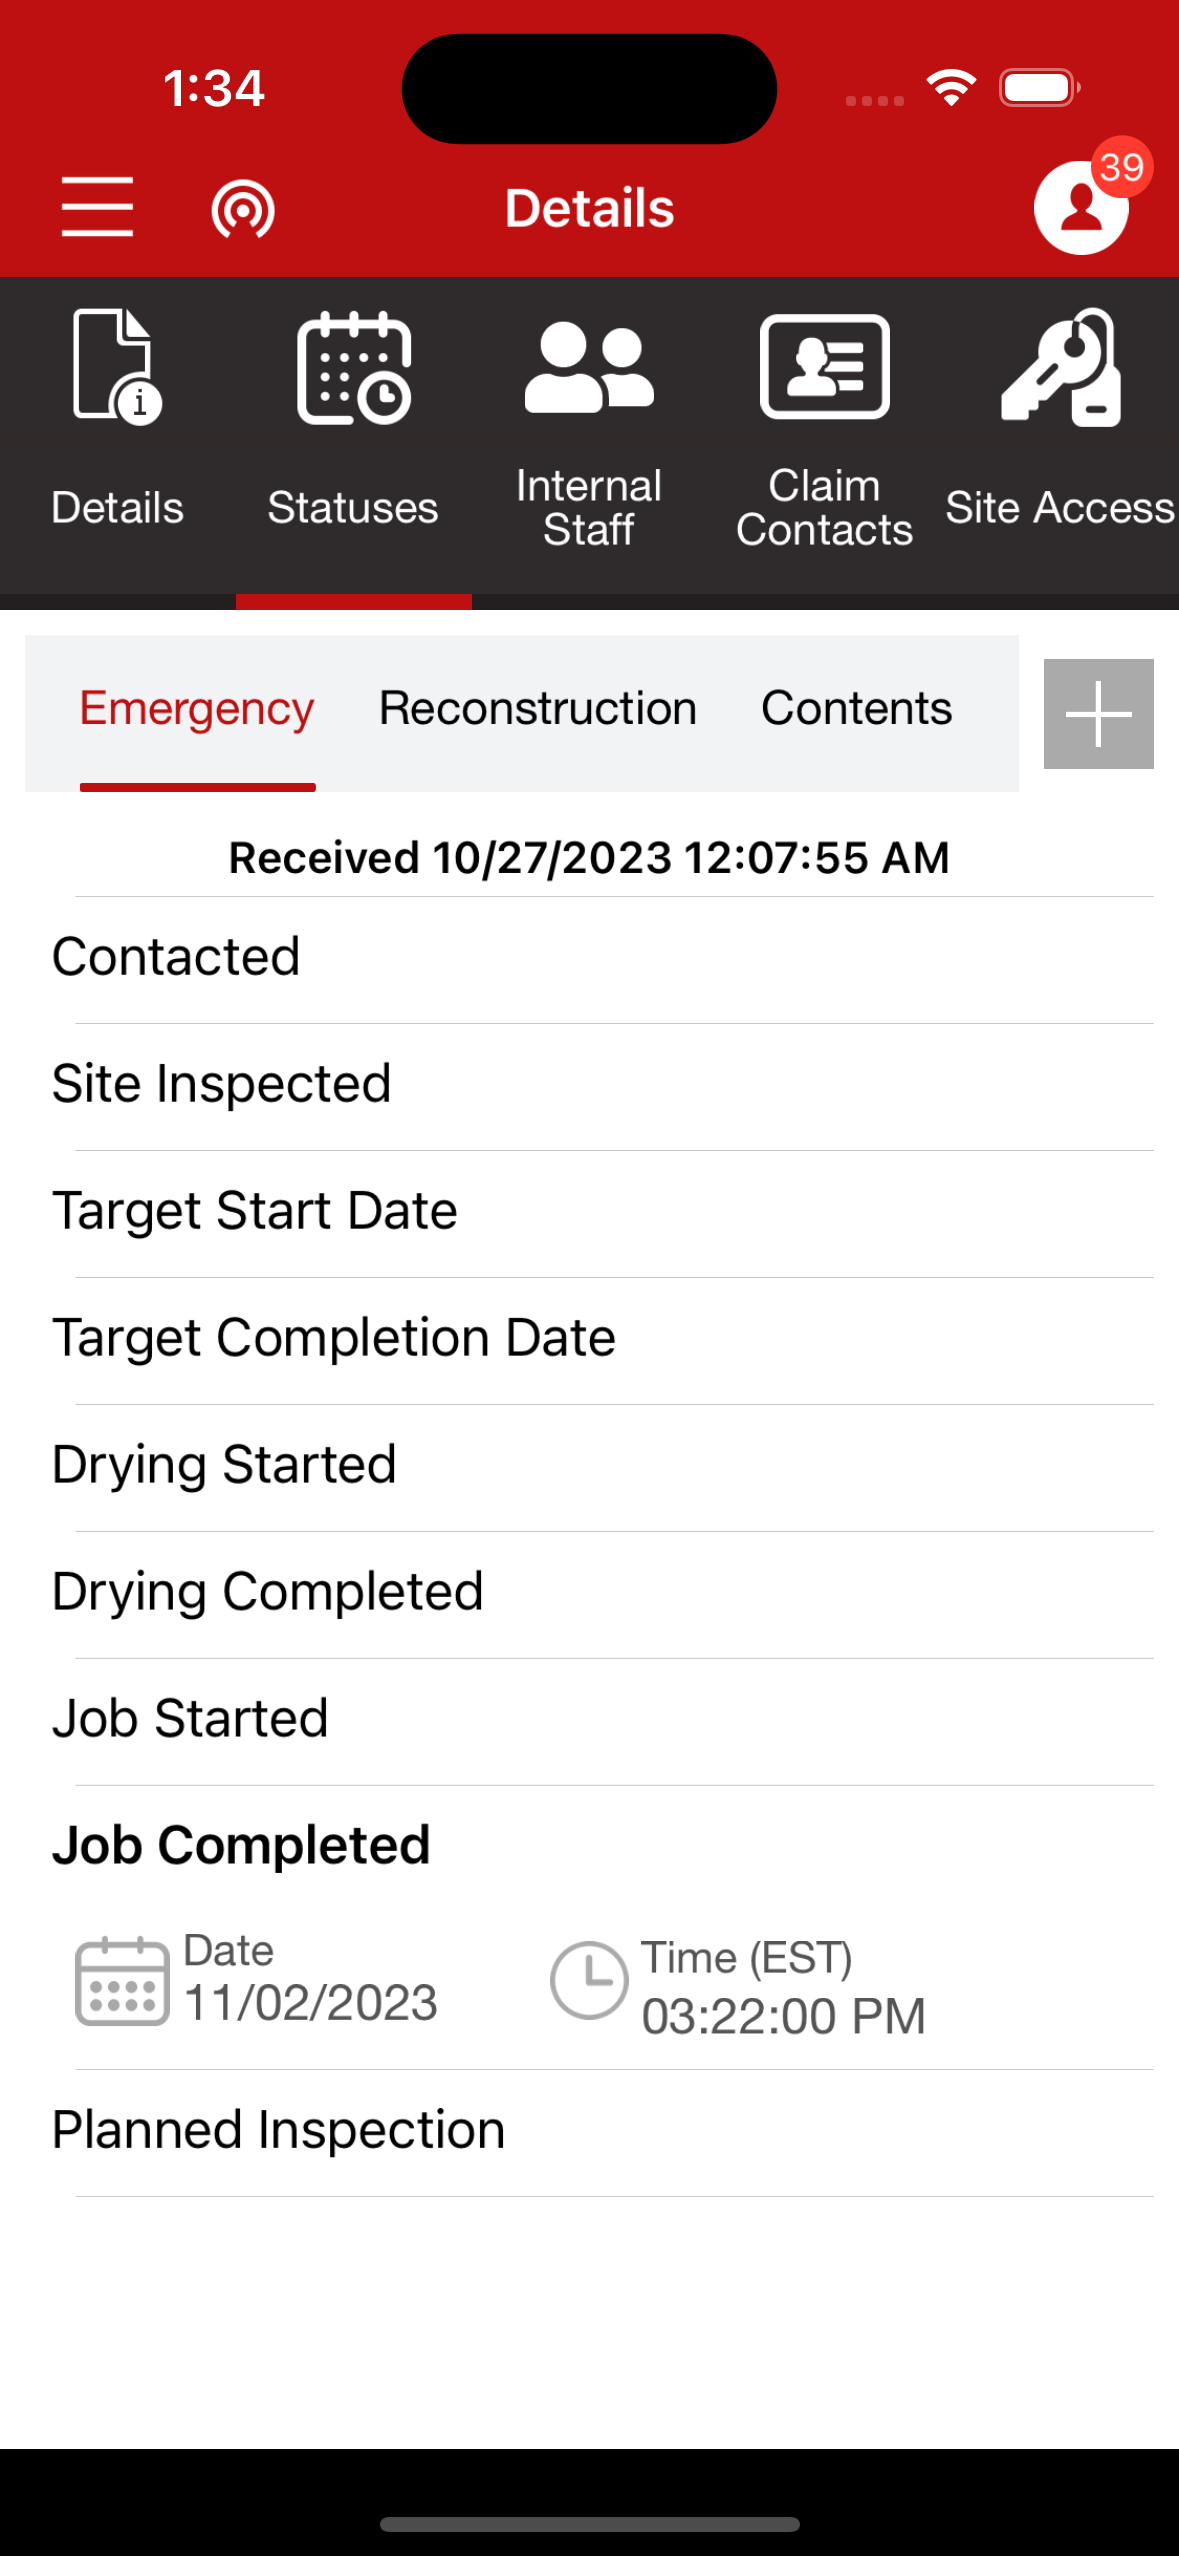 1:34
Details
39
Details
Statuses
Internal
Staff
Claim
Contacts
Site Access
Emergency
Reconstruction
Contents
Received 10/27/2023 12:07:55 AM
Contacted
Site Inspected
Target Start Date
Target Completion Date
Drying Started
Drying Completed
Job Started
Job Completed
Date
11/02/2023
Time (EST)
03:22:00 PM
Planned Inspection